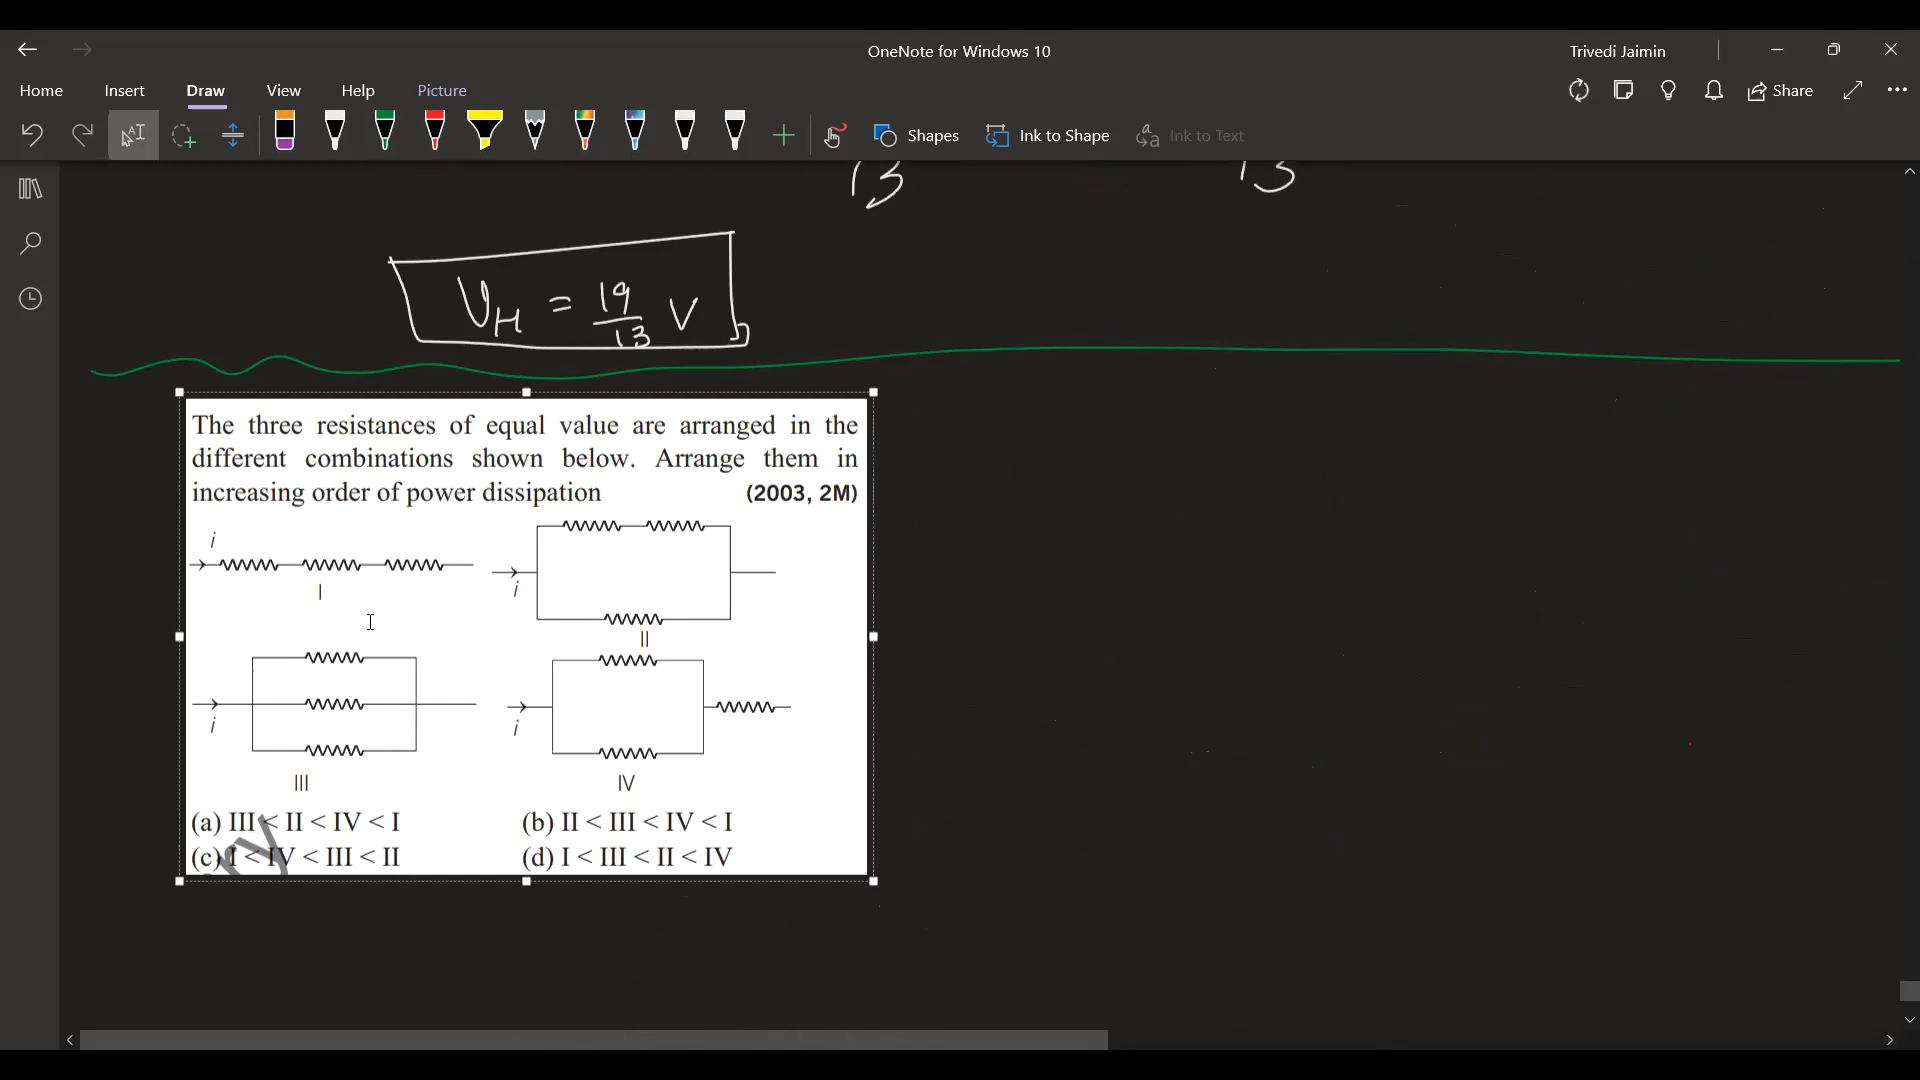 OneNote for Windows 10
Trivedi Jaimin
Home Insert Draw View Help Picture
Share
Shapes Ink to Shape Ink to Text
13 13
V_H = 19/13 V
The three resistances of equal value are arranged in the
different combinations shown below. Arrange them in
increasing order of power dissipation (2003, 2M)
i
I
i
II
i
III
i
IV
(a) III < II < IV < I (b) II < III < IV < I
(c) I < IV < III < II (d) I < III < II < IV
ry